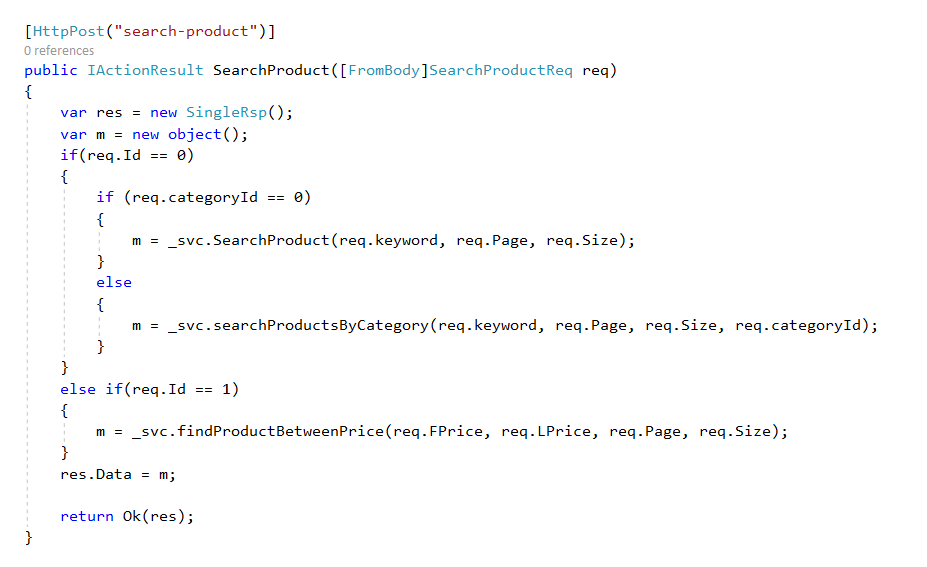 [HttpPost("search-product")]
0 references
public IActionResult SearchProduct([FromBody]SearchProductReq req)
{
var res = new SingleRsp();
var m = new object();
if(req.Id == 0)
{
if (req.categoryId == 0)
{
m = _svc.SearchProduct(req.keyword, req.Page, req.Size);
}
else
{
m = _svc.searchProductsByCategory(req.keyword, req.Page, req.Size, req.categoryId);
}
}
else if(req.Id == 1)
{
m = _svc.findProductBetweenPrice(req.FPrice, req.LPrice, req.Page, req.Size);
}
res.Data = m;
return Ok(res);
}